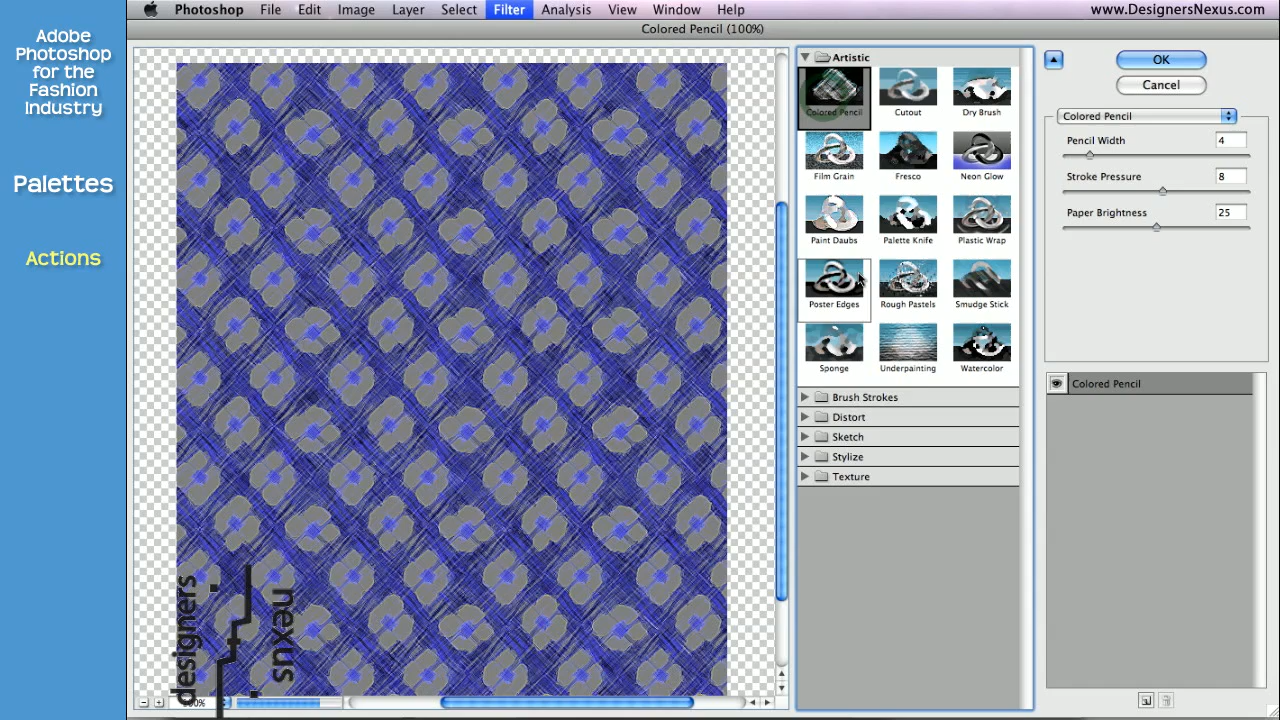 Adobe
Photoshop
for the
Fashion
Industry
Palettes
Actions
Photoshop File Edit Image Layer Select Filter Analysis View Window Help
www.DesignersNexus.com
Colored Pencil (100%)
Artistic
Colored Pencil Cutout Dry Brush
Film Grain Fresco Neon Glow
Paint Daubs Palette Knife Plastic Wrap
Poster Edges Rough Pastels Smudge Stick
Sponge Underpainting Watercolor
Brush Strokes
Distort
Sketch
Stylize
Texture
OK
Cancel
Colored Pencil
Pencil Width 4
Stroke Pressure 8
Paper Brightness 25
Colored Pencil
designers
nexus